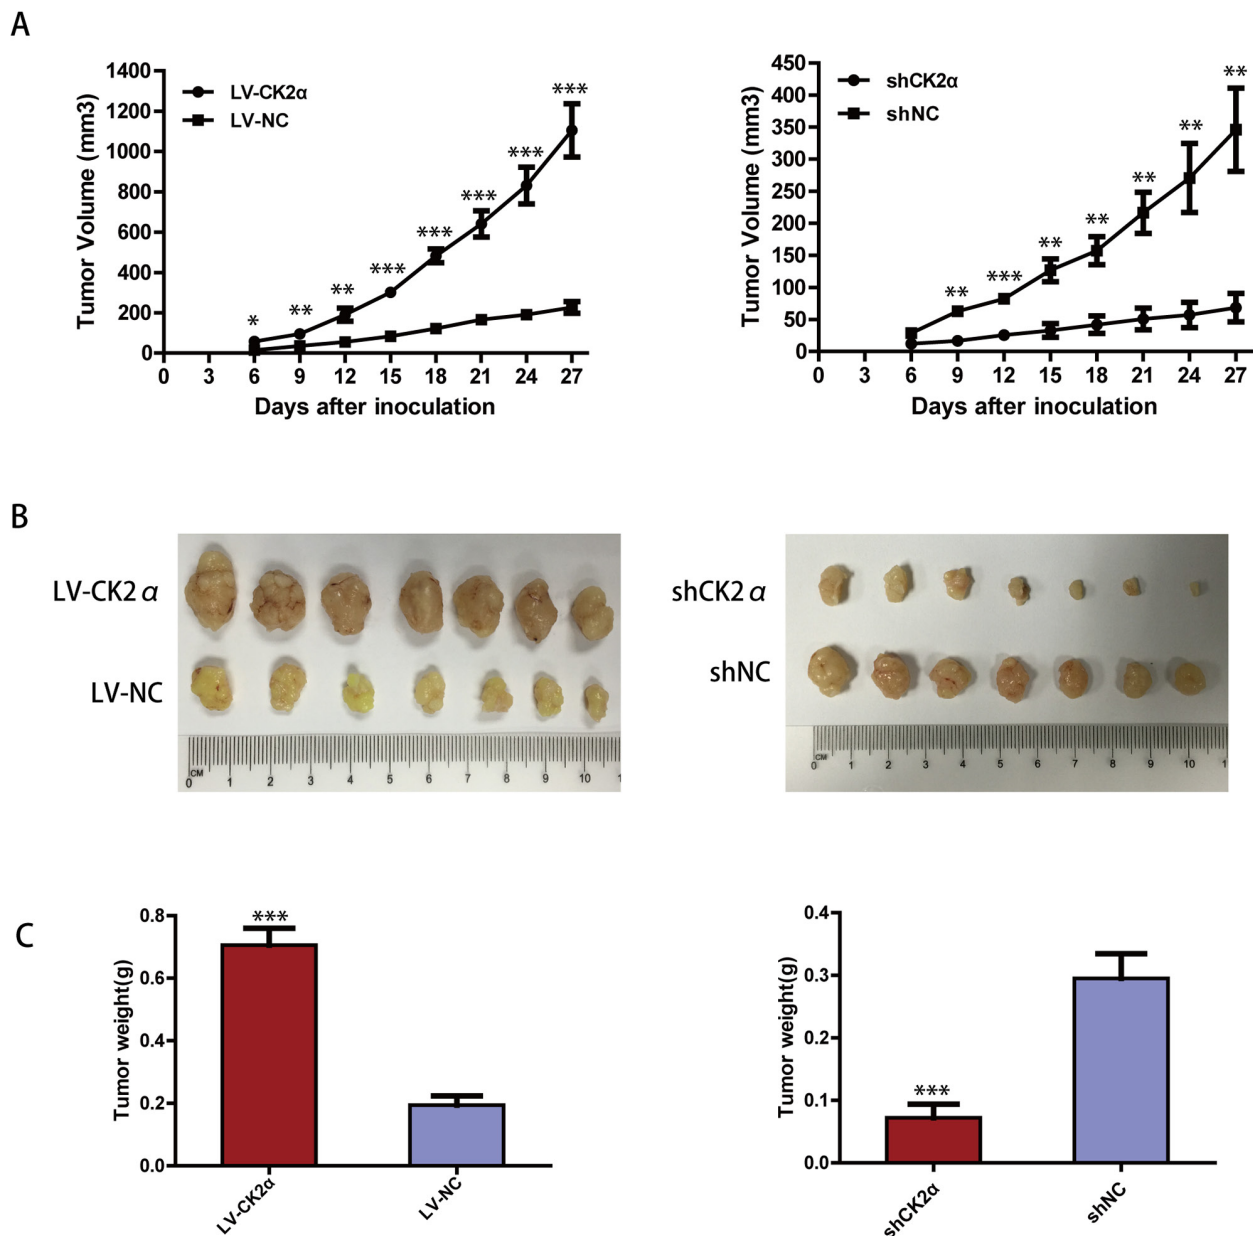 A
1400
1200
1000
800
600
400
200
0
Tumor Volume (mm3)
LV-CK2α
LV-NC
*
**
**
***
***
***
***
***
0 3 6 9 12 15 18 21 24 27
Days after inoculation
450
400
350
300
250
200
150
100
50
0
Tumor Volume (mm3)
shCK2α
shNC
**
***
**
**
**
**
**
0 3 6 9 12 15 18 21 24 27
Days after inoculation
B
LV-CK2α
LV-NC
0 CM 1 2 3 4 5 6 7 8 9 10 1
shCK2α
shNC
0 CM 1 2 3 4 5 6 7 8 9 10 1
C
0.8
0.6
0.4
0.2
0.0
Tumor weight(g)
***
LV-CK2α
LV-NC
0.4
0.3
0.2
0.1
0.0
Tumor weight(g)
***
shCK2α
shNC